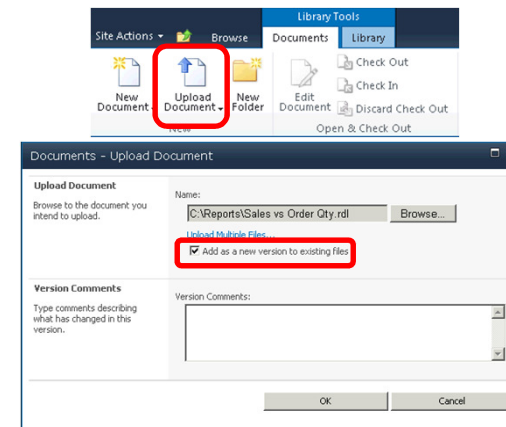 Library Tools
Site Actions Browse Documents Library
New Document
Upload Document
New Folder
Edit Document
Check Out
Check In
Discard Check Out
New
Open & Check Out
Documents - Upload Document
Upload Document
Browse to the document you
intend to upload.
Name:
C:\Reports\Sales vs Order Qty.rdl
Browse...
Upload Multiple Files...
Add as a new version to existing files
Version Comments
Type comments describing
what has changed in this
version.
Version Comments:
OK
Cancel